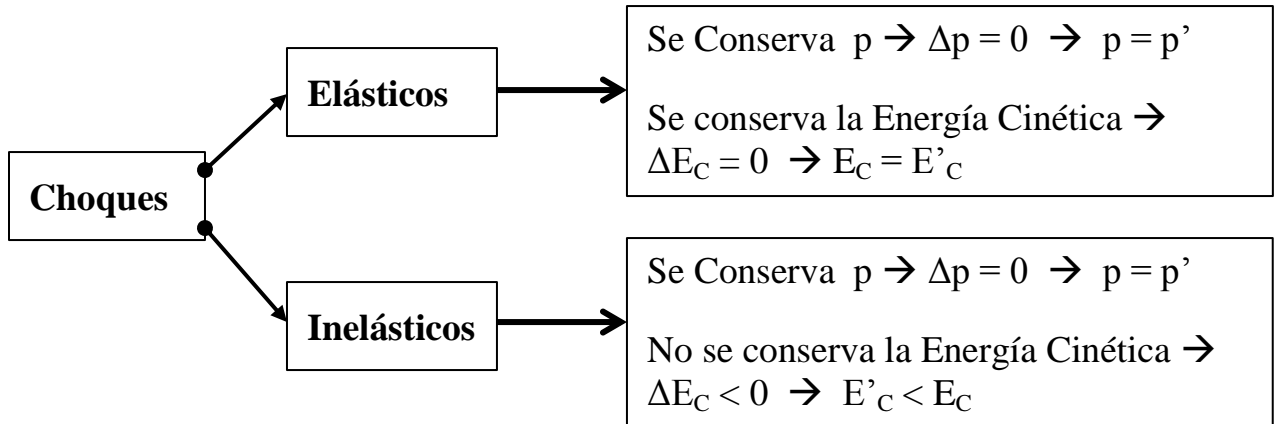 Choques
Elásticos
Se Conserva p → Δp = 0 → p = p’
Se conserva la Energía Cinética →
ΔE_C = 0 → E_C = E’_C
Inelásticos
Se Conserva p → Δp = 0 → p = p’
No se conserva la Energía Cinética →
ΔE_C < 0 → E’_C < E_C